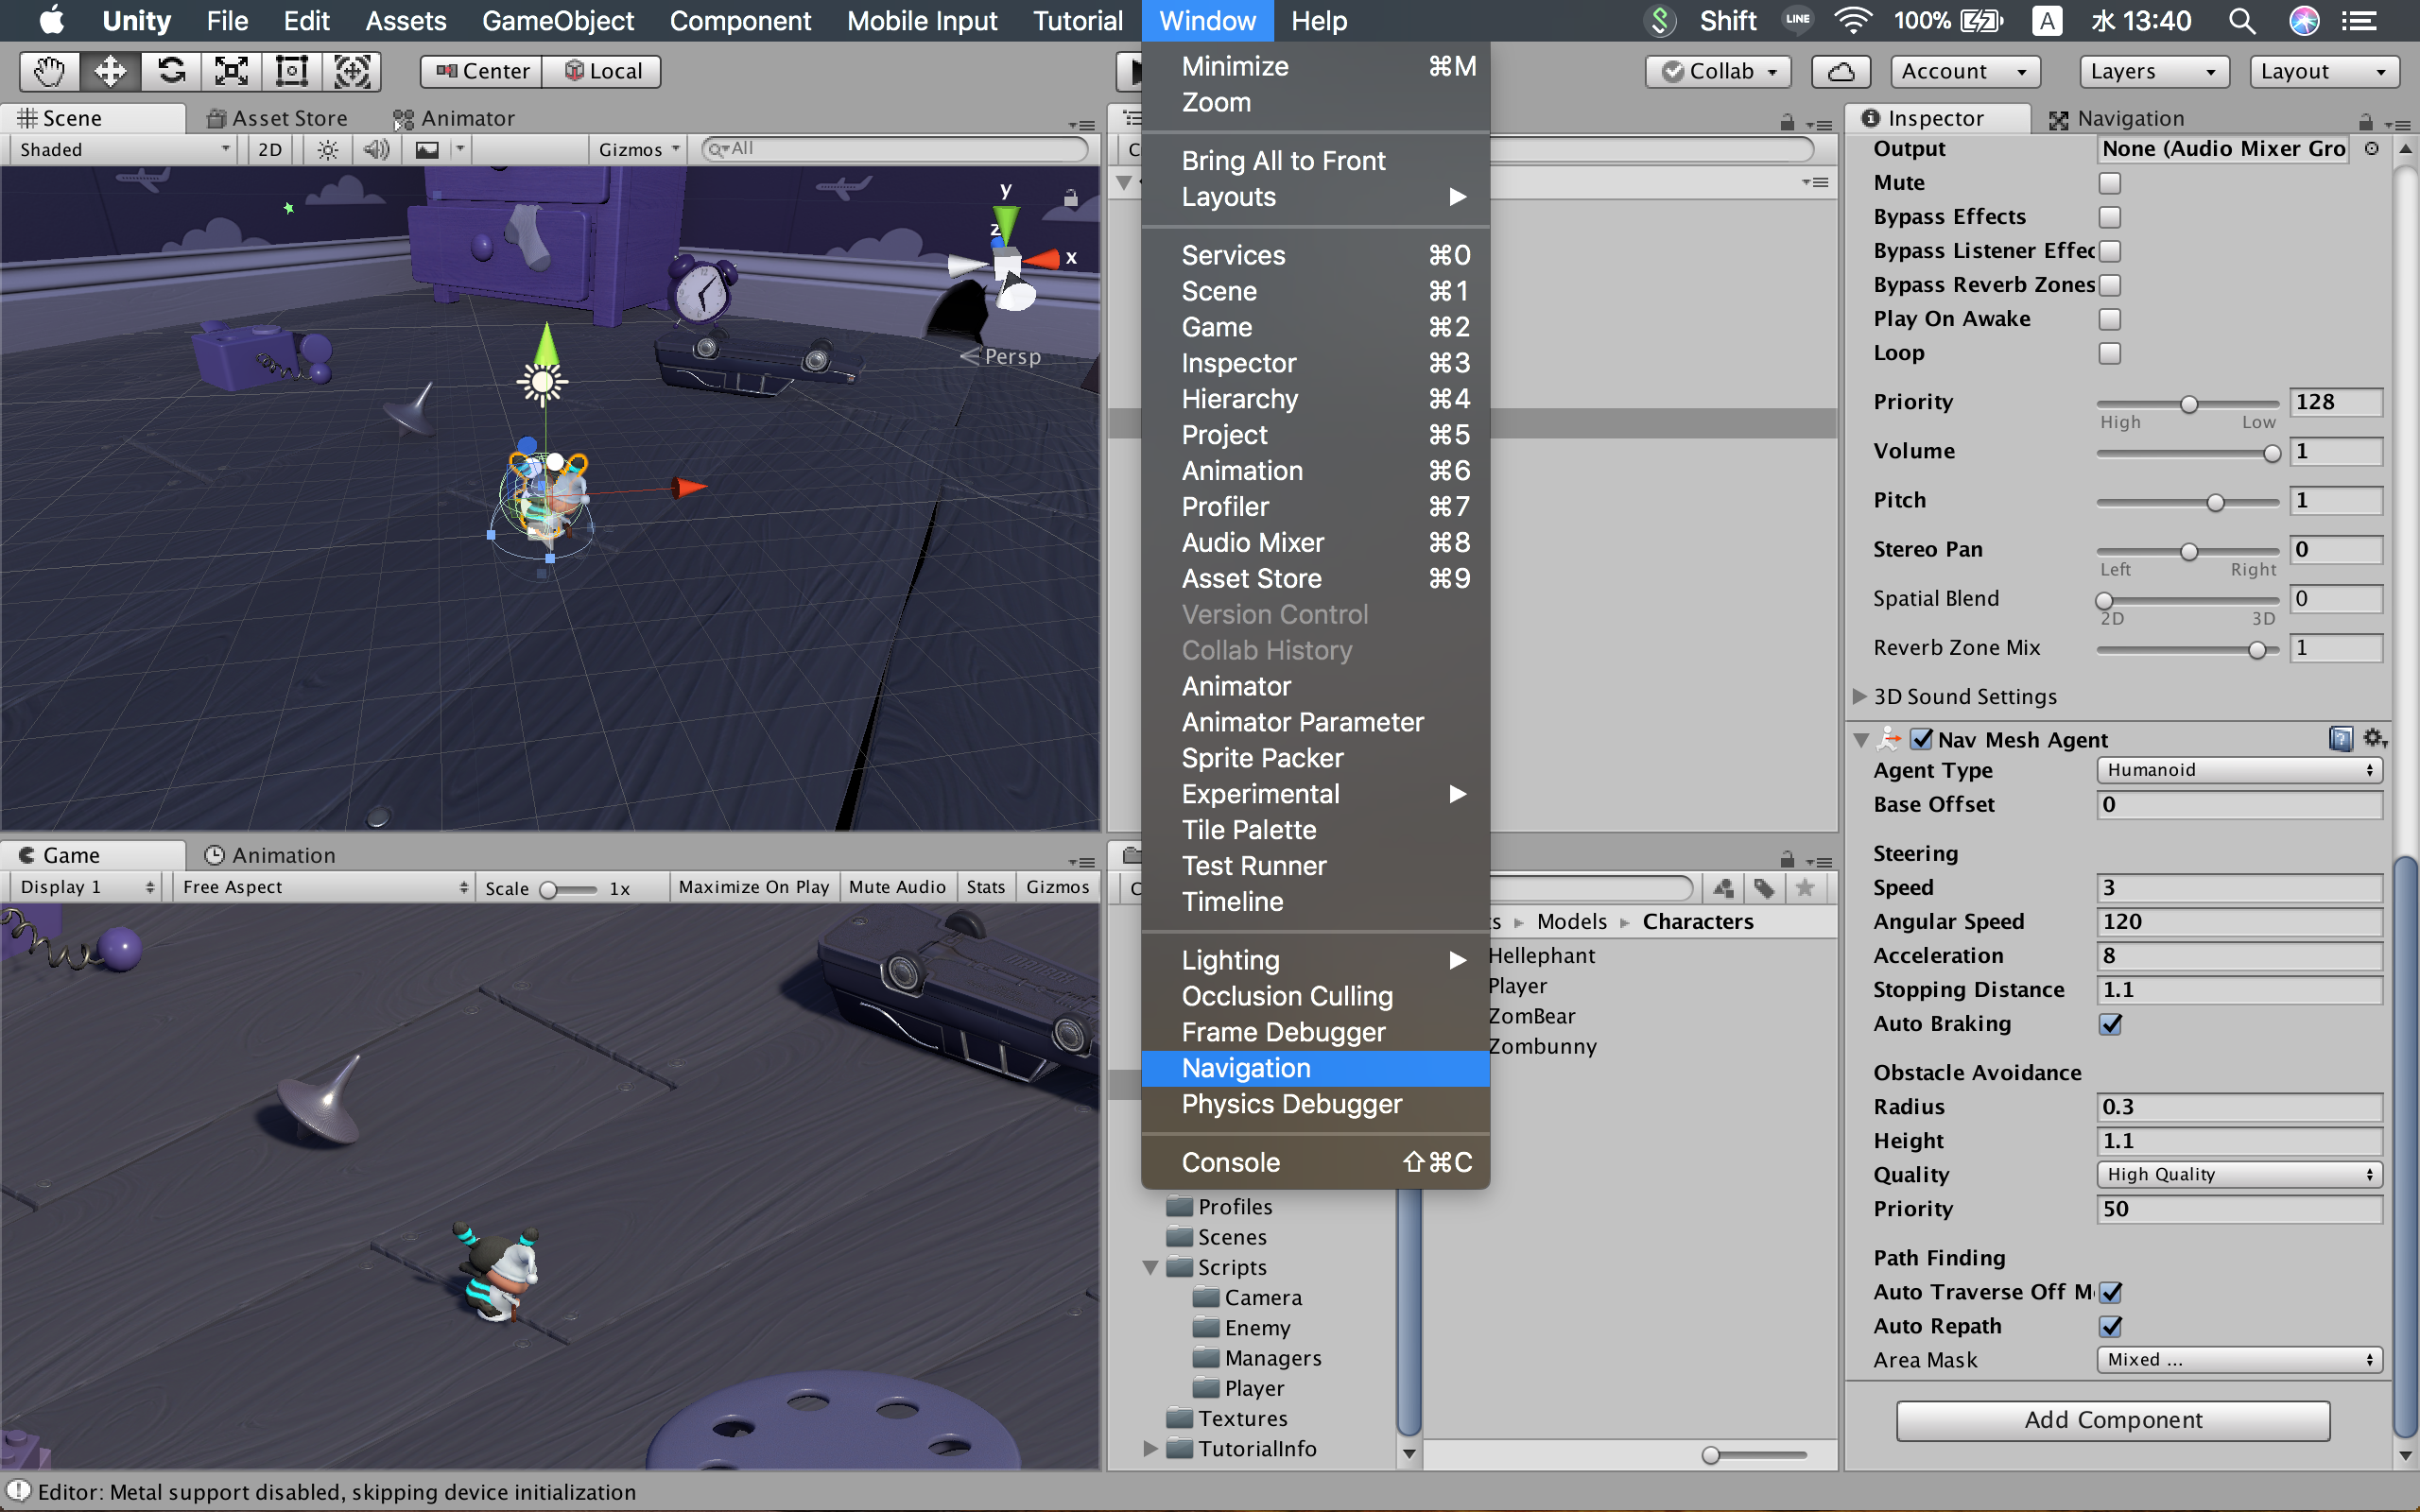 Unity File Edit Assets GameObject Component Mobile Input Tutorial Window Help
Shift LINE 100% A 水 13:40
Center Local
Collab Account Layers Layout
Scene Asset Store Animator
Shaded 2D Gizmos All
y
z
x
Persp
Game Animation
Display 1 Free Aspect Scale 1x Maximize On Play Mute Audio Stats Gizmos
Minimize ⌘M
Zoom
Bring All to Front
Layouts
Services ⌘0
Scene ⌘1
Game ⌘2
Inspector ⌘3
Hierarchy ⌘4
Project ⌘5
Animation ⌘6
Profiler ⌘7
Audio Mixer ⌘8
Asset Store ⌘9
Version Control
Collab History
Animator
Animator Parameter
Sprite Packer
Experimental
Tile Palette
Test Runner
Timeline
Lighting
Occlusion Culling
Frame Debugger
Navigation
Physics Debugger
Console ⇧⌘C
Models Characters
Hellephant
Player
ZomBear
Zombunny
Profiles
Scenes
Scripts
Camera
Enemy
Managers
Player
Textures
TutorialInfo
Inspector Navigation
Output None (Audio Mixer Gro
Mute
Bypass Effects
Bypass Listener Effec
Bypass Reverb Zones
Play On Awake
Loop
Priority 128
High Low
Volume 1
Pitch 1
Stereo Pan 0
Left Right
Spatial Blend 0
2D 3D
Reverb Zone Mix 1
3D Sound Settings
Nav Mesh Agent
Agent Type Humanoid
Base Offset 0
Steering
Speed 3
Angular Speed 120
Acceleration 8
Stopping Distance 1.1
Auto Braking
Obstacle Avoidance
Radius 0.3
Height 1.1
Quality High Quality
Priority 50
Path Finding
Auto Traverse Off M
Auto Repath
Area Mask Mixed ...
Add Component
Editor: Metal support disabled, skipping device initialization